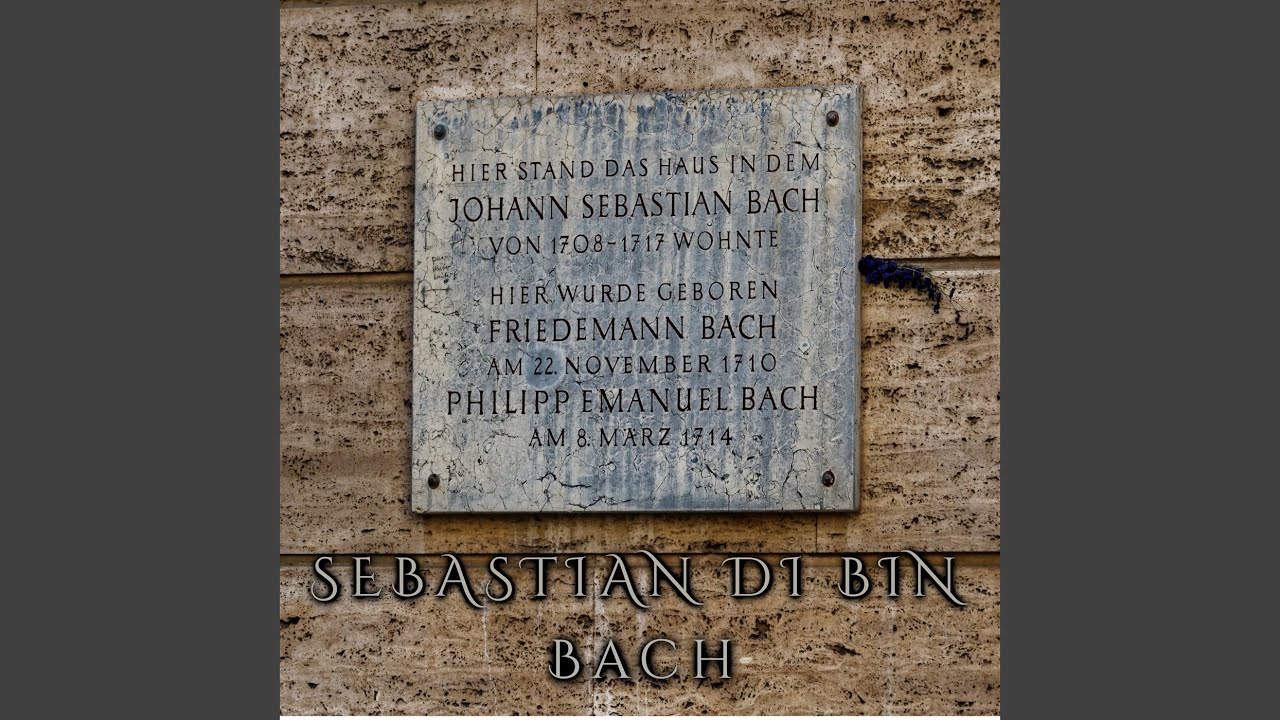 HIER STAND DAS HAUS IN DEM
JOHANN SEBASTIAN BACH
VON 1708-1717 WOHNTE
HIER WURDE GEBOREN
FRIEDEMANN BACH
AM 22. NOVEMBER 1710
PHILIPP EMANUEL BACH
AM 8. MÄRZ 1714
SEBASTIAN DI BIN
BACH